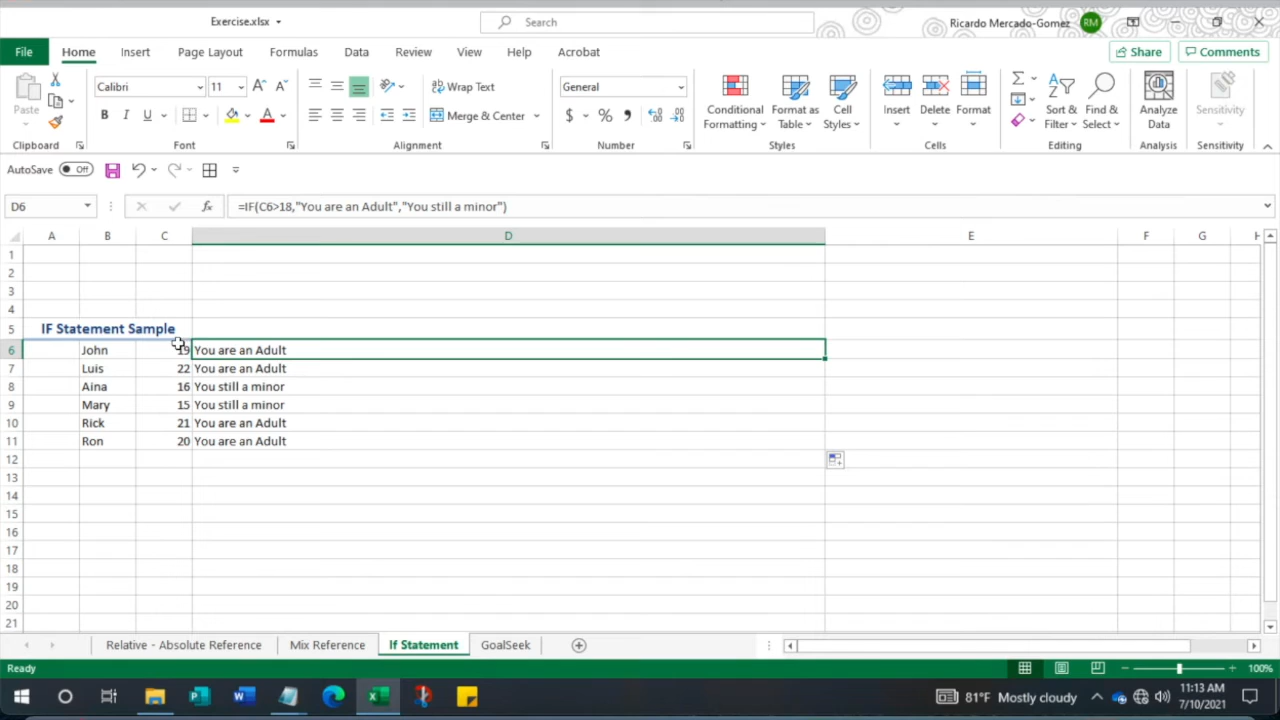 Exercise.xlsx
Search
Ricardo Mercado-Gomez RM
File Home Insert Page Layout Formulas Data Review View Help Acrobat Share Comments
Paste
Clipboard
Calibri 11 A A
B I U A
Font
Wrap Text
Merge & Center
Alignment
General
$ % ,
Number
Conditional Formatting
Format as Table
Cell Styles
Styles
Insert Delete Format
Cells
Sort & Filter
Find & Select
Editing
Analyze Data
Analysis
Sensitivity
Sensitivity
AutoSave Off
D6 fx =IF(C6>18,"You are an Adult","You still a minor")
A B C D E F G H
1
2
3
4
5 IF Statement Sample
6 John 19 You are an Adult
7 Luis 22 You are an Adult
8 Aina 16 You still a minor
9 Mary 15 You still a minor
10 Rick 21 You are an Adult
11 Ron 20 You are an Adult
12
13
14
15
16
17
18
19
20
21
Relative - Absolute Reference Mix Reference If Statement GoalSeek
Ready 100%
81°F Mostly cloudy 11:13 AM
7/10/2021